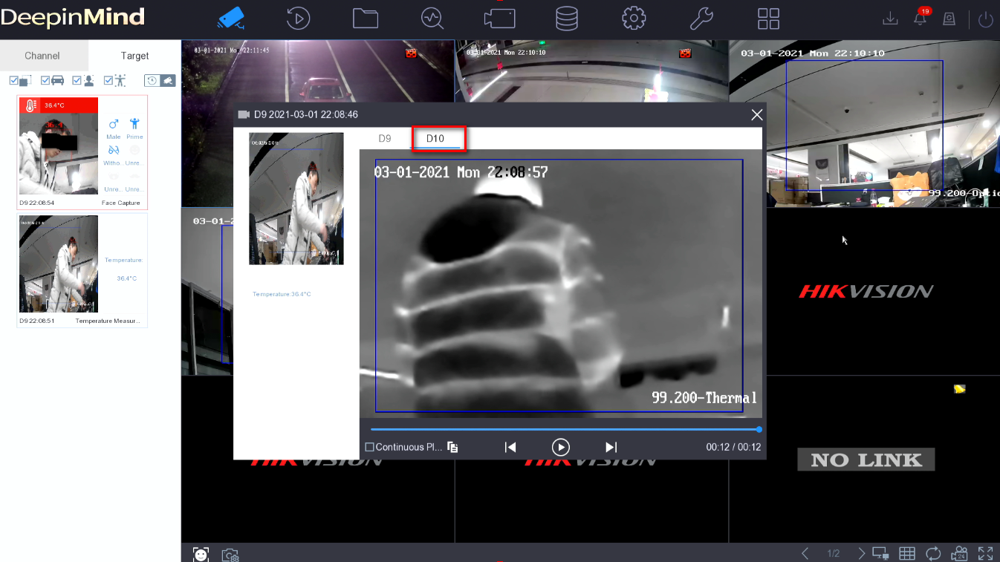 DeepinMind
19
Channel
Target
36.4°C
36.4
Male
Prime
Witho...
Unre...
Unre...
Unre...
D9 22:08:54
Face Capture
Temperature:
36.4°C
D9 22:08:51
Temperature Measur...
03-01-2021 Mo
22:11:45
03-01-2021 Mon 22:10:10
03-01-2021 Mon 22:10:10
99.200-Optic
03-01-2
D9 2021-03-01 22:08:46
D9
D10
Temperature:36.4°C
03-01-2021 Mon 22:08:57
99.200-Thermal
Continuous Pl...
00:12 / 00:12
HIKVISION
HIKVISION
HIKVISION
NO LINK
1/2
24